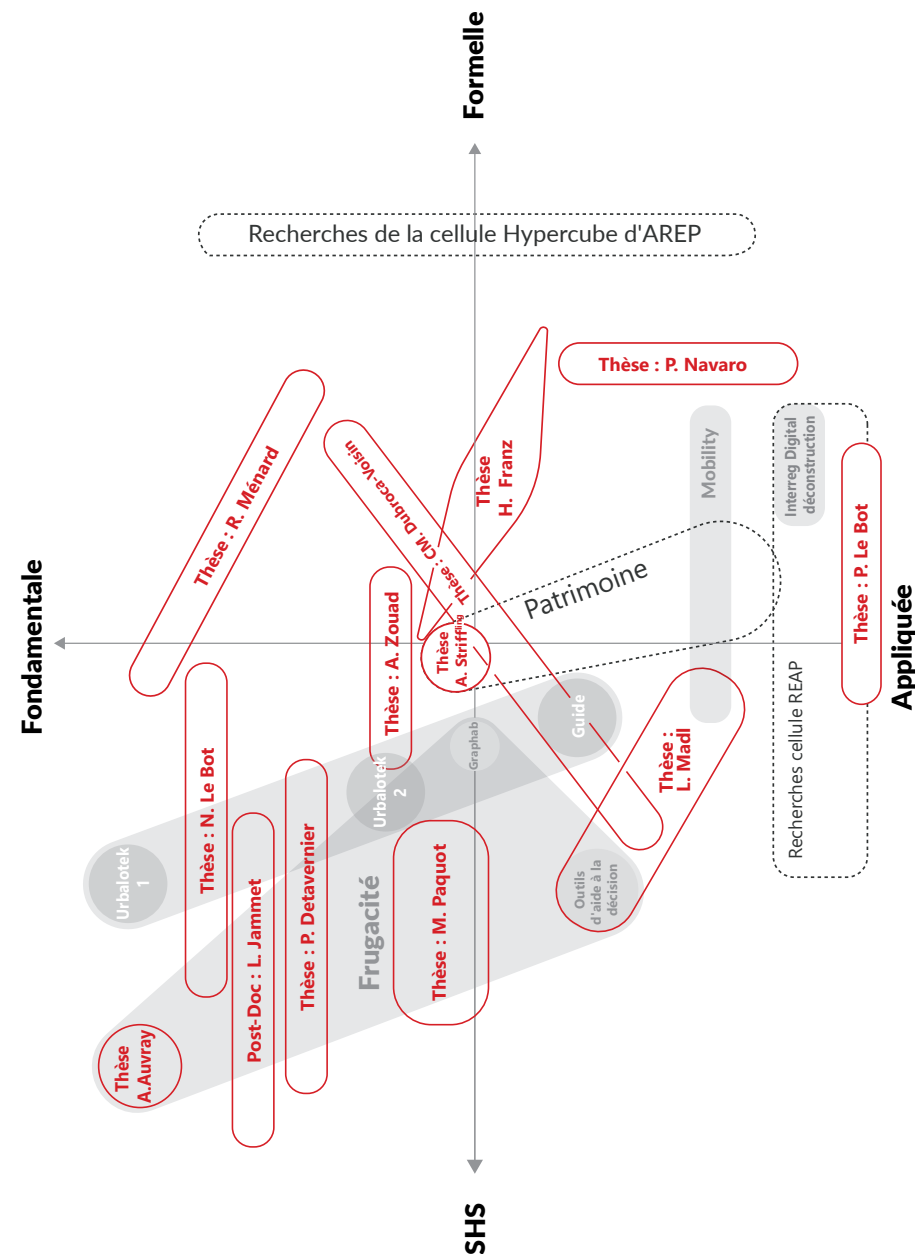 Fondamentale
Formelle
Recherches de la cellule Hypercube d'AREP
Thèse : R. Ménard
Thèse : CM. Dubroca-Voisin
Thèse
H. Franz
Thèse : P. Navaro
Thèse : A. Zouad
Thèse
A. Striffling
Patrimoine
Mobility
Interreg Digital
déconstruction
Thèse : P. Le Bot
Recherches cellule REAP
Appliquée
Urbalotek
1
Thèse : N. Le Bot
Post-Doc : L. Jammet
Thèse : P. Detavernier
Urbalotek
2
Graphab
Guide
Thèse :
L. Madl
Frugacité
Thèse : M. Paquot
Outils
d'aide à la
décision
Thèse
A.Auvray
SHS